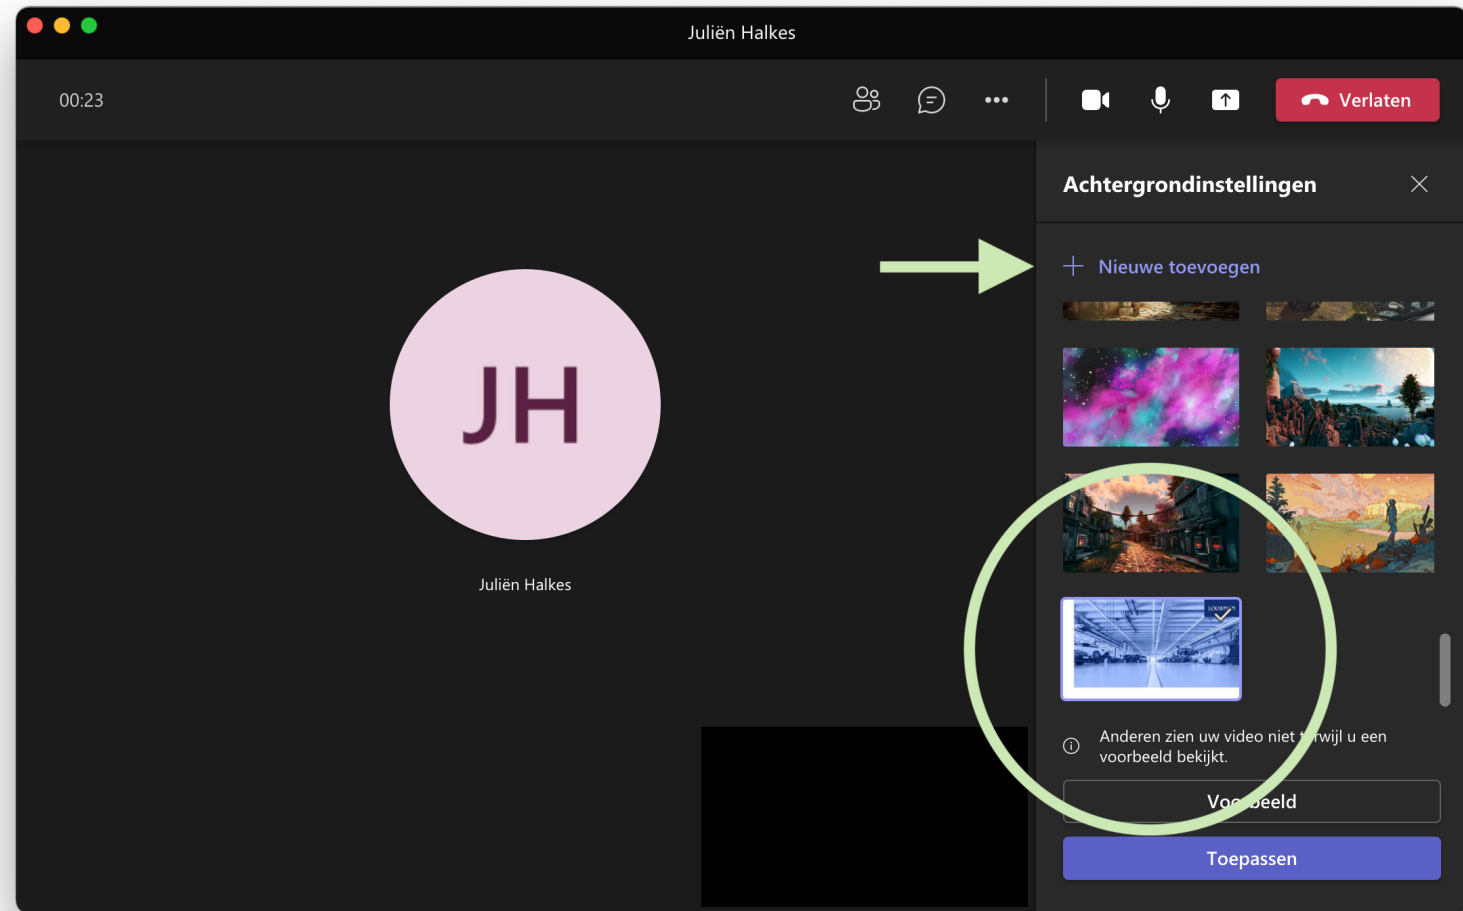 Juliën Halkes
00:23
Verlaten
Achtergrondinstellingen
Nieuwe toevoegen
JH
Juliën Halkes
LOUWMAN
Anderen zien uw video niet terwijl u een
voorbeeld bekijkt.
Voorbeeld
Toepassen